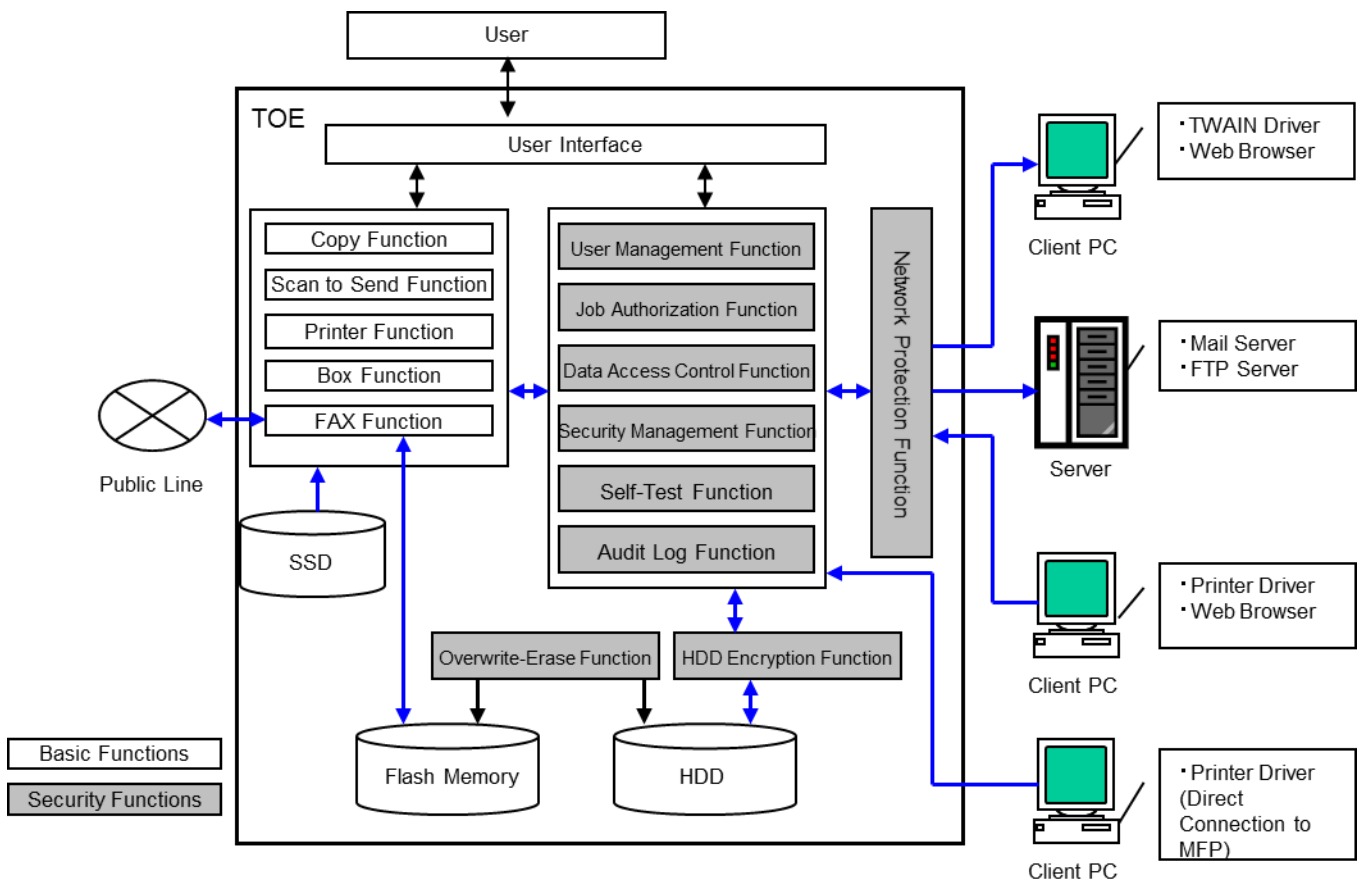 User
TOE
User Interface
Copy Function
Scan to Send Function
Printer Function
Box Function
FAX Function
Public Line
SSD
User Management Function
Job Authorization Function
Data Access Control Function
Security Management Function
Self-Test Function
Audit Log Function
Network Protection Function
Overwrite-Erase Function
HDD Encryption Function
Flash Memory
HDD
Basic Functions
Security Functions
・TWAIN Driver
・Web Browser
Client PC
・Mail Server
・FTP Server
Server
・Printer Driver
・Web Browser
Client PC
・Printer Driver
(Direct
Connection to
MFP)
Client PC